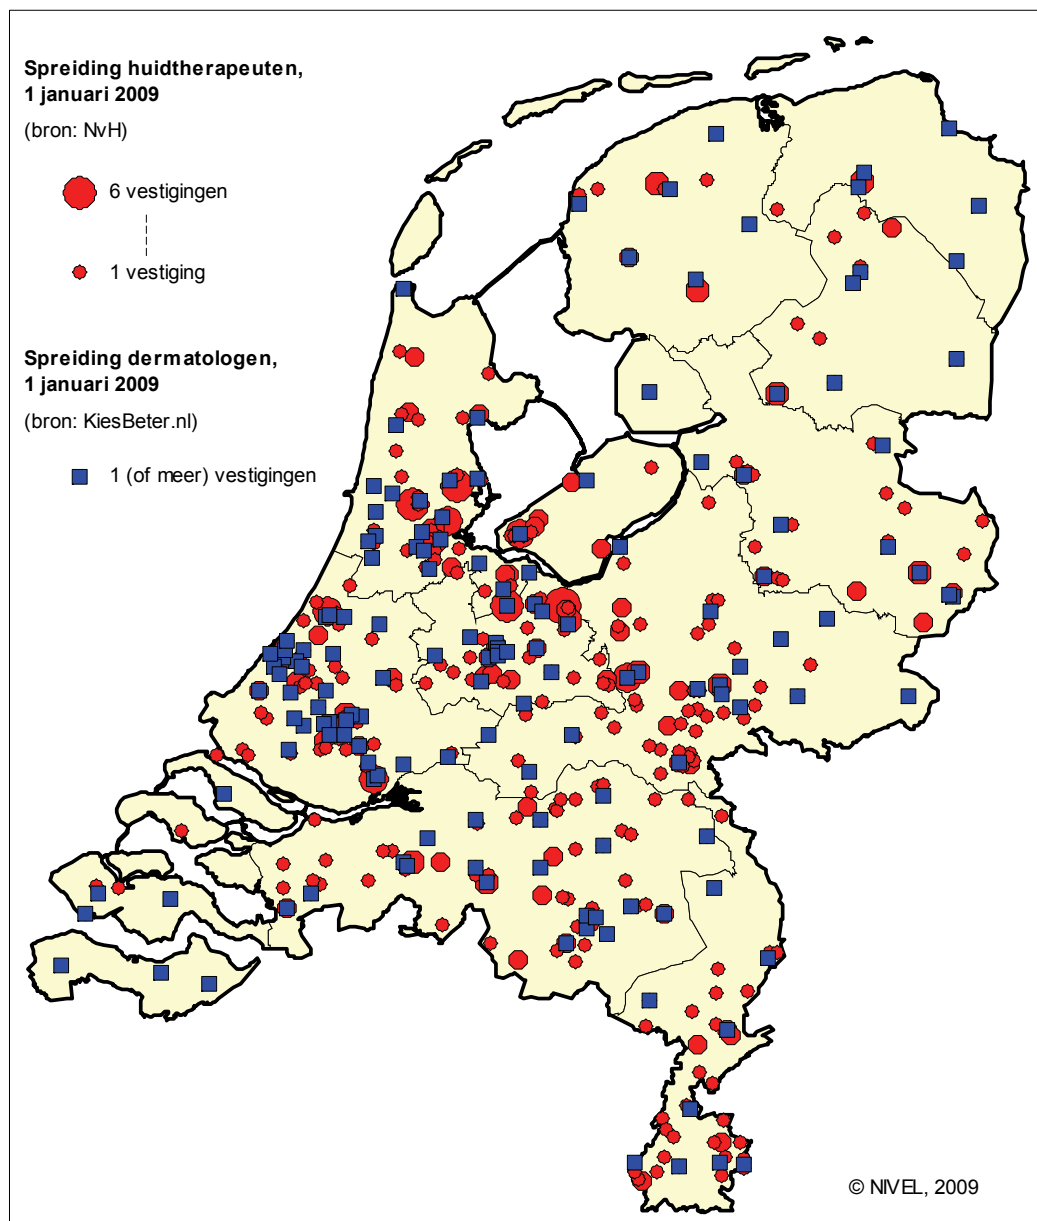 Spreiding huidtherapeuten,
1 januari 2009
(bron: NvH)
6 vestigingen
1 vestiging
Spreiding dermatologen,
1 januari 2009
(bron: KiesBeter.nl)
1 (of meer) vestigingen
© NIVEL, 2009